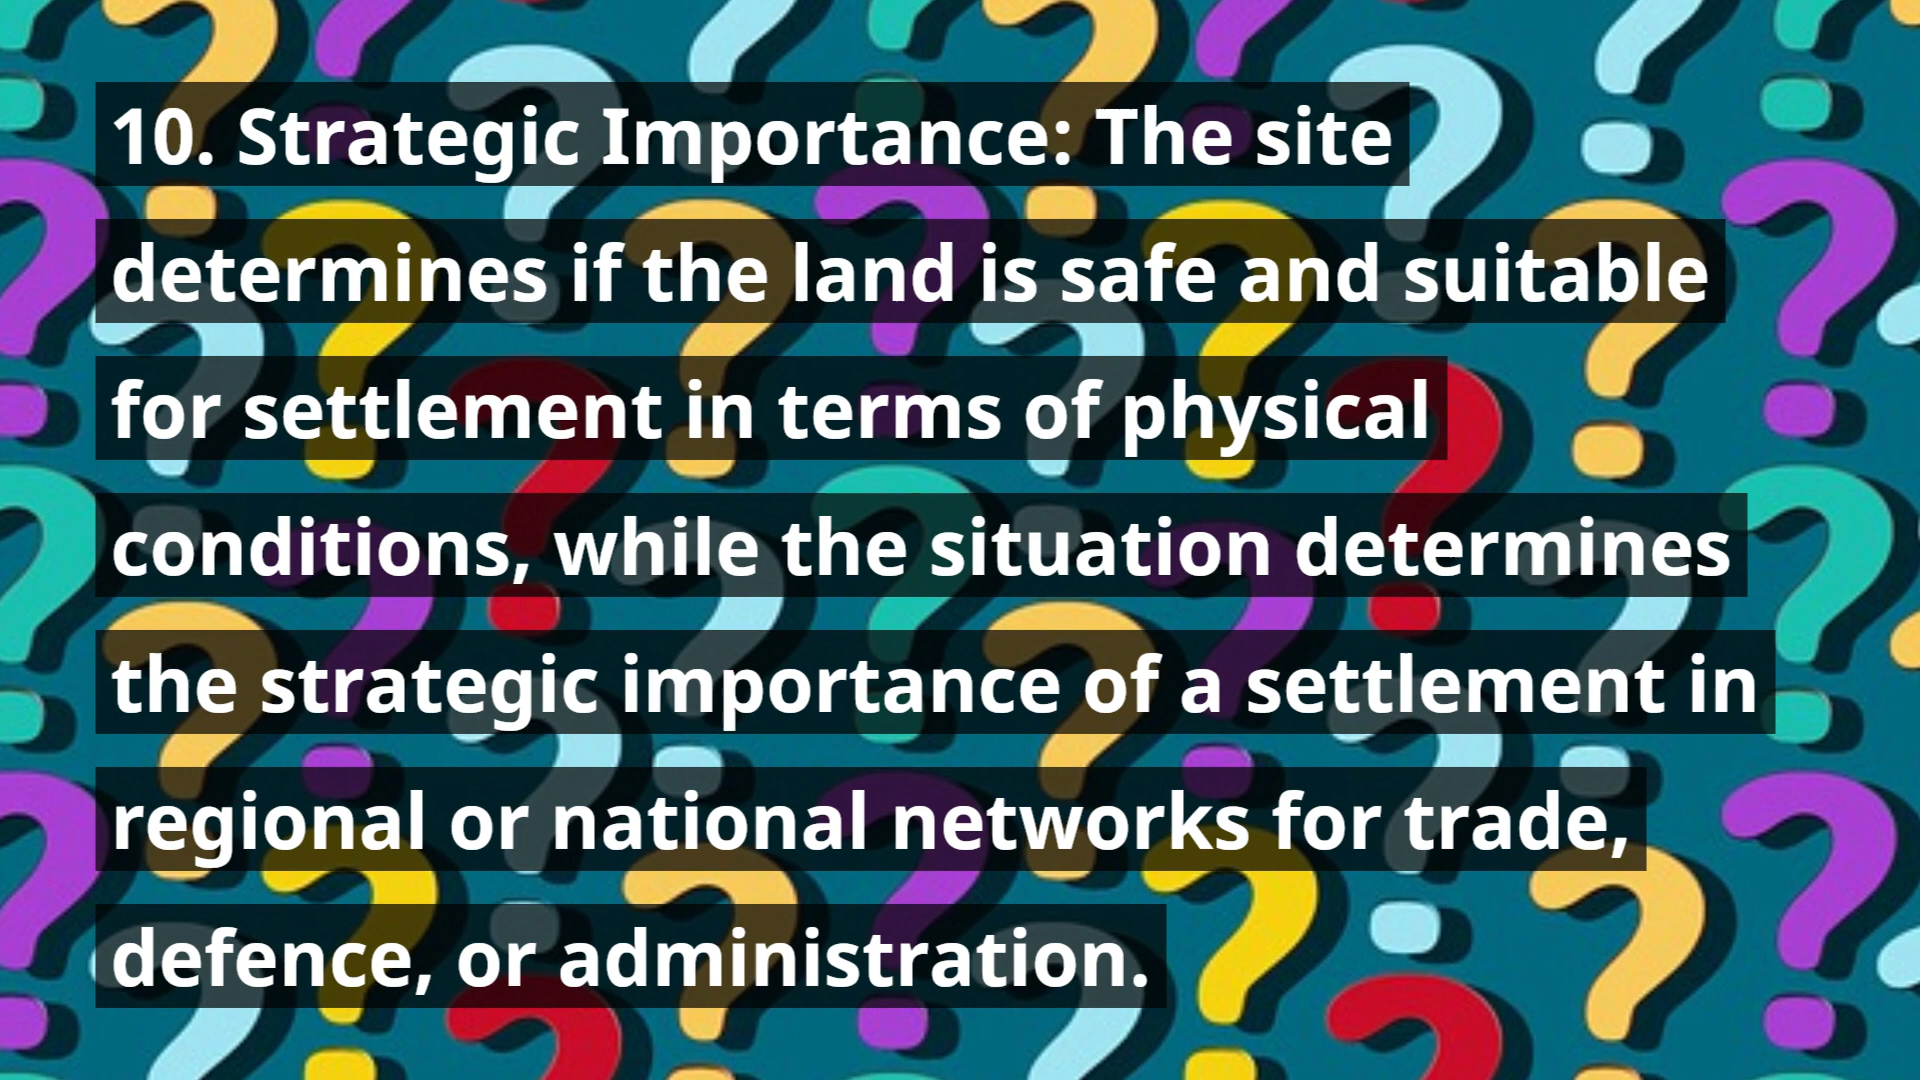 10. Strategic Importance: The site
determines if the land is safe and suitable
for settlement in terms of physical
conditions, while the situation determines
the strategic importance of a settlement in
regional or national networks for trade,
defence, or administration.